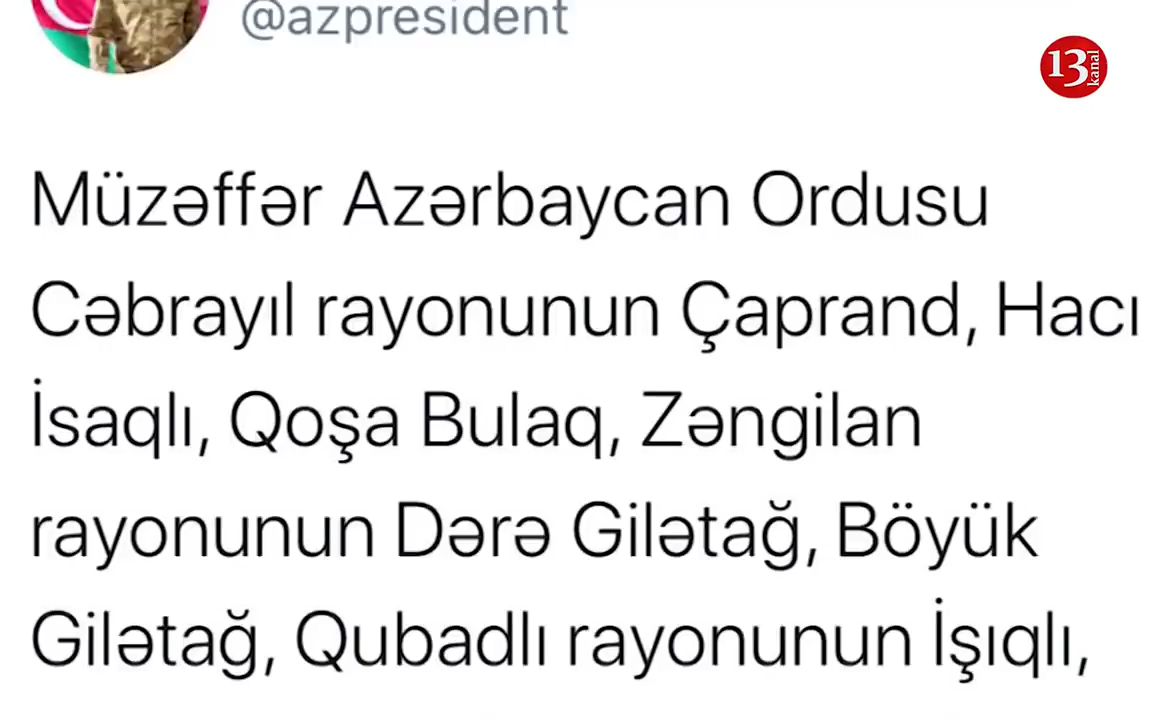 @azpresident
13 kanal
Müzəffər Azərbaycan Ordusu
Cəbrayıl rayonunun Çaprand, Hacı
İsaqlı, Qoşa Bulaq, Zəngilan
rayonunun Dərə Gilətağ, Böyük
Gilətağ, Qubadlı rayonunun İşıqlı,